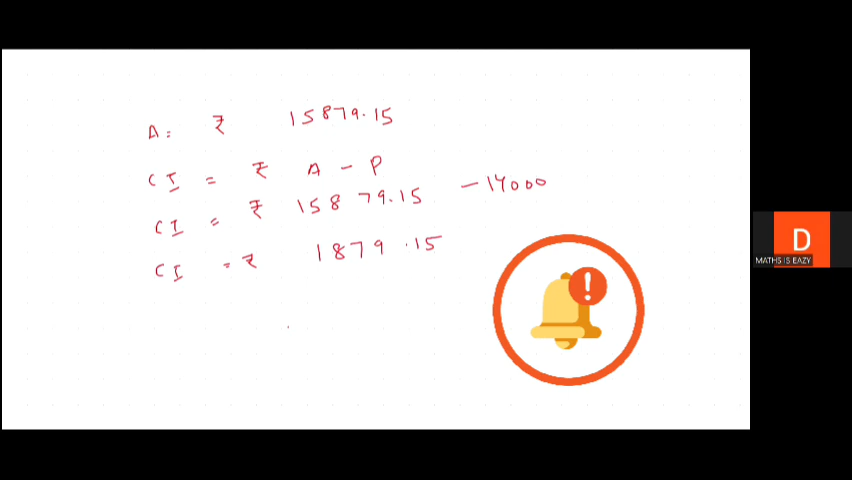 A= ₹ 15879.15
CI = ₹ A - P
CI = ₹ 15879.15 - 14000
CI = ₹ 1879.15
!
D
MATHS IS EAZY